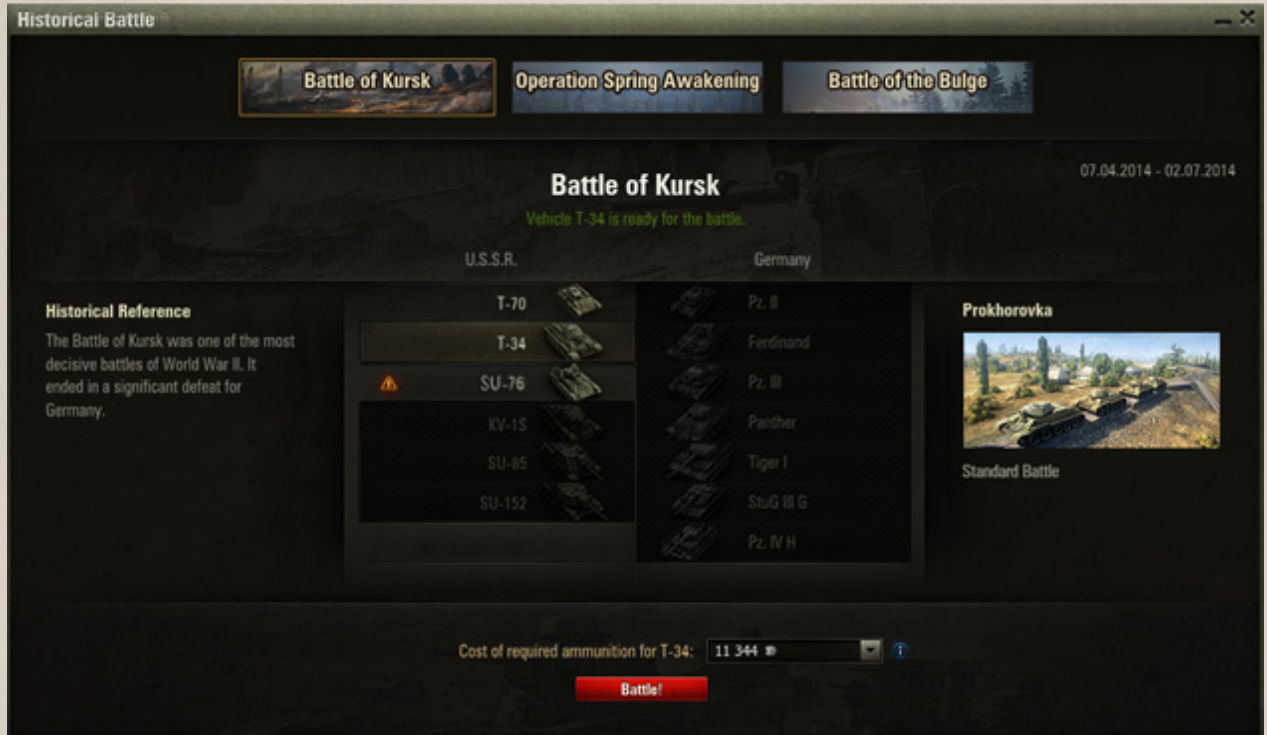 Historical Battle
Battle of Kursk
Operation Spring Awakening
Battle of the Bulge
Battle of Kursk
07.04.2014 - 02.07.2014
Vehicle T-34 is ready for the battle.
U.S.S.R.
Germany
Historical Reference
The Battle of Kursk was one of the most
decisive battles of World War II. It
ended in a significant defeat for
Germany.
T-70
T-34
SU-76
KV-1S
SU-85
SU-152
Pz. II
Ferdinand
Pz. III
Panther
Tiger I
StuG III G
Pz. IV H
Prokhorovka
Standard Battle
Cost of required ammunition for T-34:
11 344
Battle!